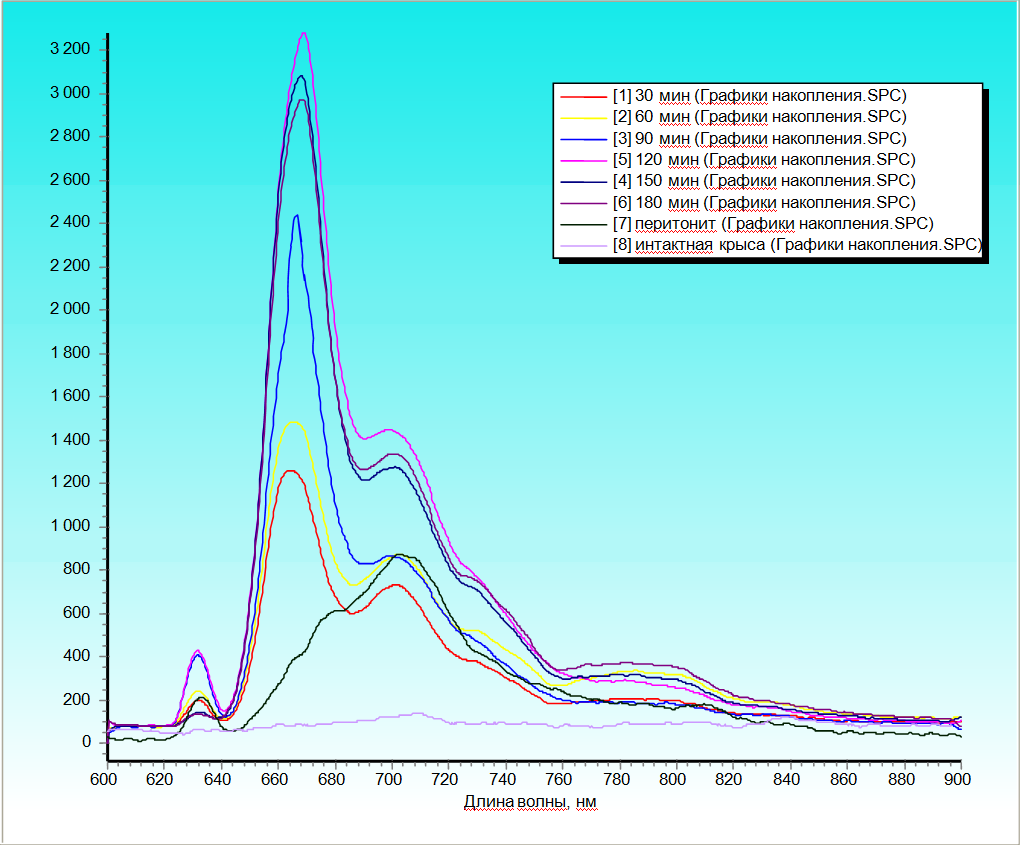 3 200
3 000
2 800
2 600
2 400
2 200
2 000
1 800
1 600
1 400
1 200
1 000
800
600
400
200
0
[1] 30 мин (Графики накопления.SPC)
[2] 60 мин (Графики накопления.SPC)
[3] 90 мин (Графики накопления.SPC)
[5] 120 мин (Графики накопления.SPC)
[4] 150 мин (Графики накопления.SPC)
[6] 180 мин (Графики накопления.SPC)
[7] перитонит (Графики накопления.SPC)
[8] интактная крыса (Графики накопления.SPC)
600 620 640 660 680 700 720 740 760 780 800 820 840 860 880 900
Длина волны, нм